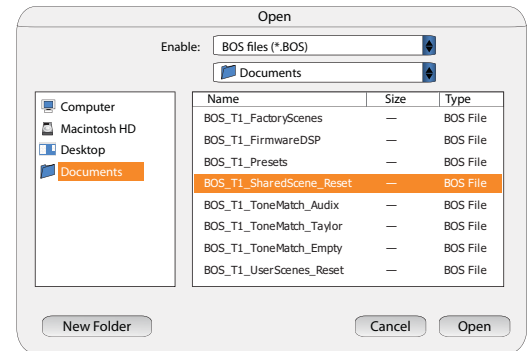 Open
Enable: BOS files (*.BOS)
Documents
Computer
Macintosh HD
Desktop
Documents
Name Size Type
BOS_T1_FactoryScenes — BOS File
BOS_T1_FirmwareDSP — BOS File
BOS_T1_Presets — BOS File
BOS_T1_SharedScene_Reset — BOS File
BOS_T1_ToneMatch_Audix — BOS File
BOS_T1_ToneMatch_Taylor — BOS File
BOS_T1_ToneMatch_Empty — BOS File
BOS_T1_UserScenes_Reset — BOS File
New Folder Cancel Open